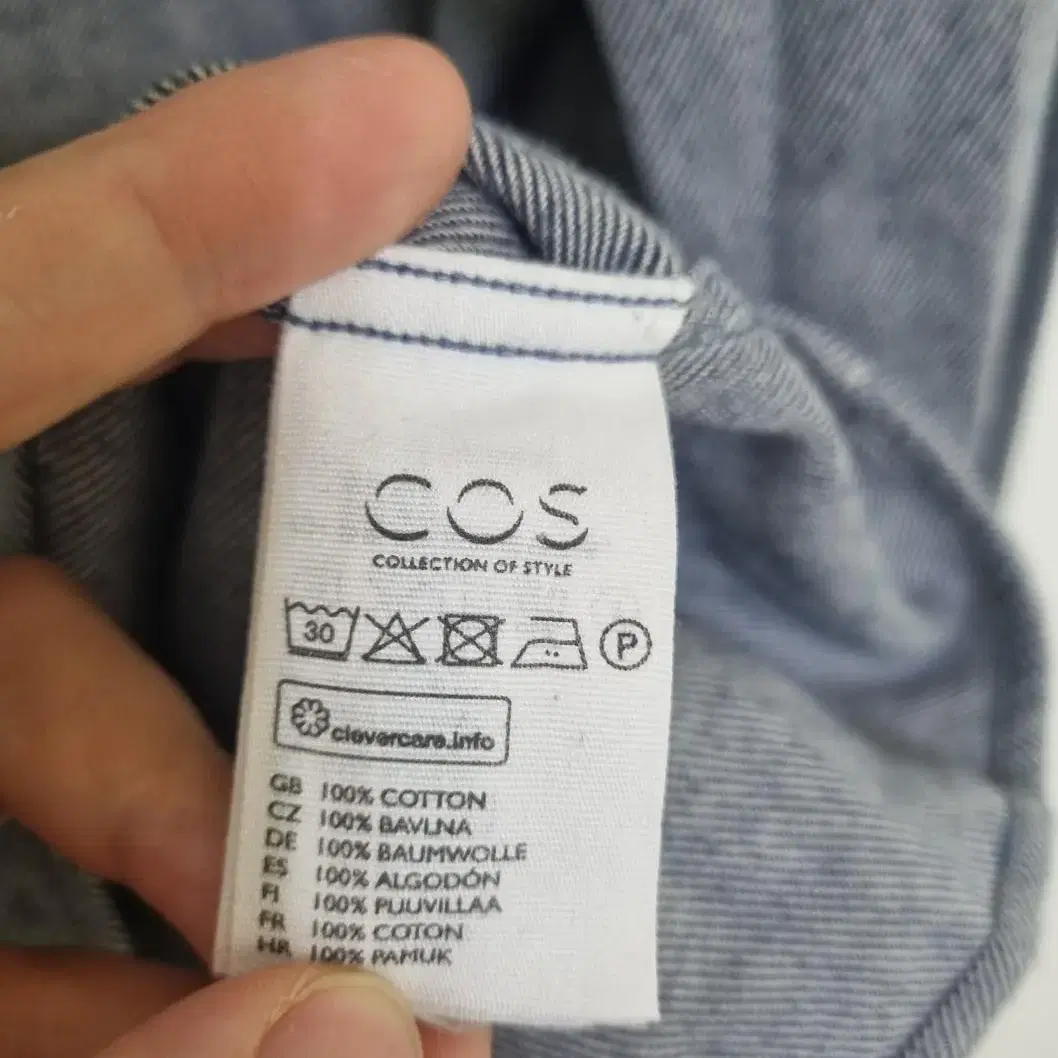 COS
COLLECTION OF STYLE
30 P
clevercare.info
GB 100% COTTON
CZ 100% BAVLNA
DE 100% BAUMWOLLE
ES 100% ALGODÓN
FI 100% PUUVILLAA
FR 100% COTON
HR 100% PAMUK